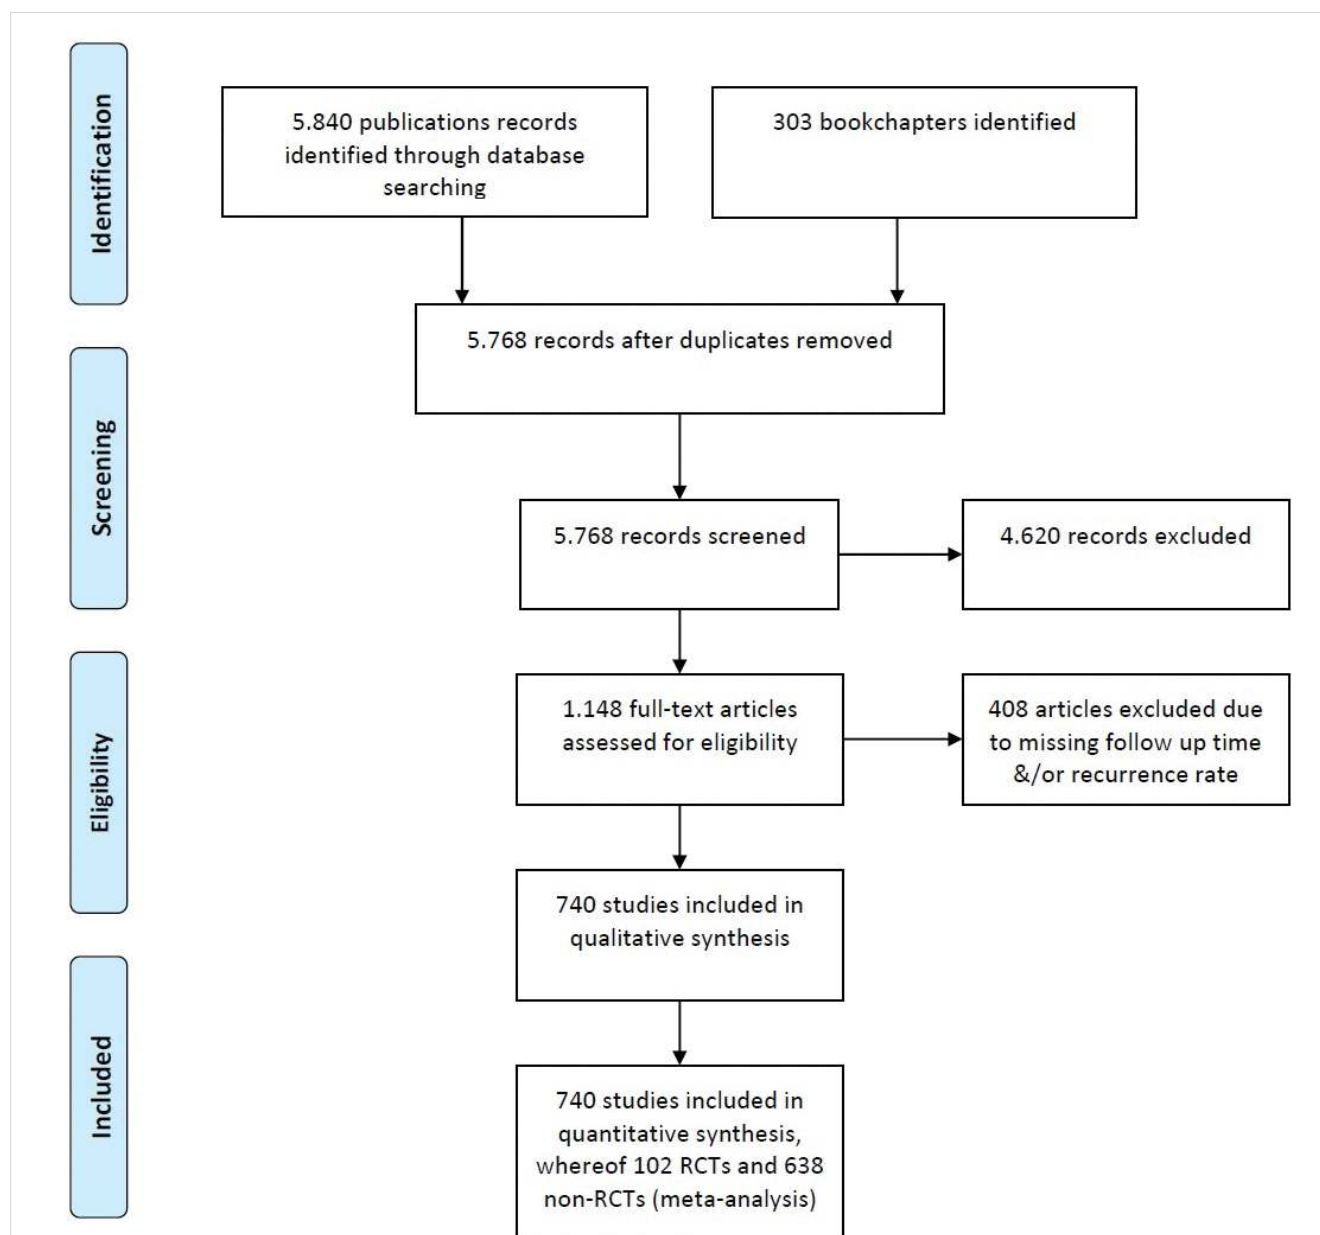 Identification
5.840 publications records
identified through database
searching
303 bookchapters identified
5.768 records after duplicates removed
Screening
5.768 records screened
4.620 records excluded
Eligibility
1.148 full-text articles
assessed for eligibility
408 articles excluded due
to missing follow up time
&/or recurrence rate
740 studies included in
qualitative synthesis
Included
740 studies included in
quantitative synthesis,
whereof 102 RCTs and 638
non-RCTs (meta-analysis)